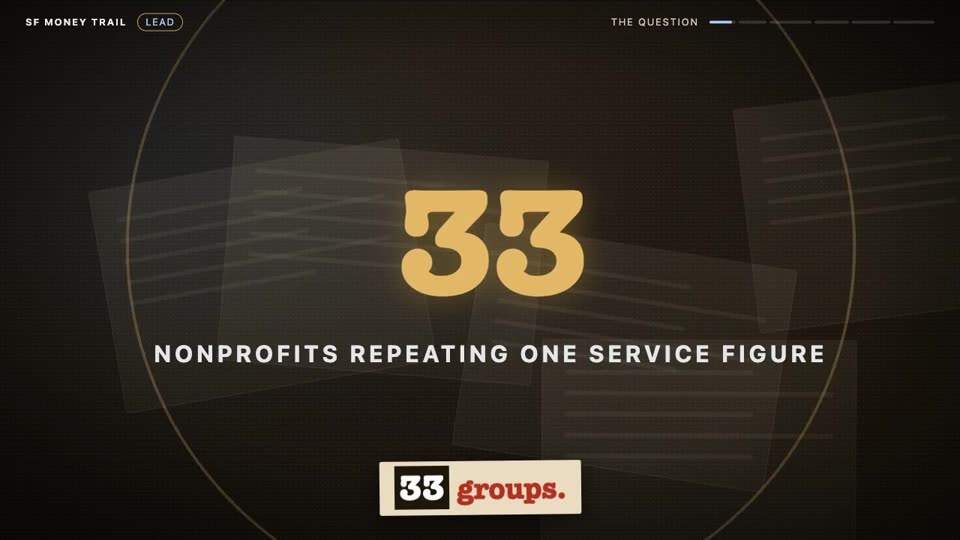 SF MONEY TRAIL LEAD THE QUESTION
33
NONPROFITS REPEATING ONE SERVICE FIGURE
33 groups.